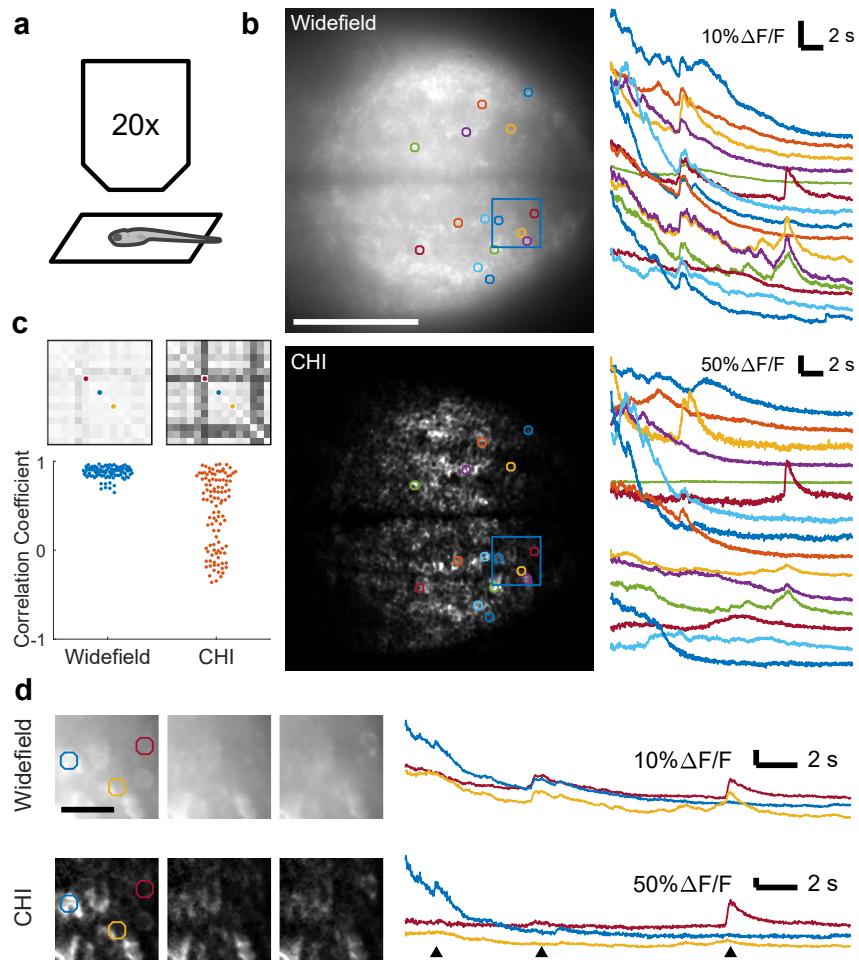 a
20x
b
Widefield
10%ΔF/F
2 s
CHI
50%ΔF/F
2 s
c
Correlation Coefficient
1
0
-1
Widefield
CHI
d
Widefield
10%ΔF/F
2 s
CHI
50%ΔF/F
2 s